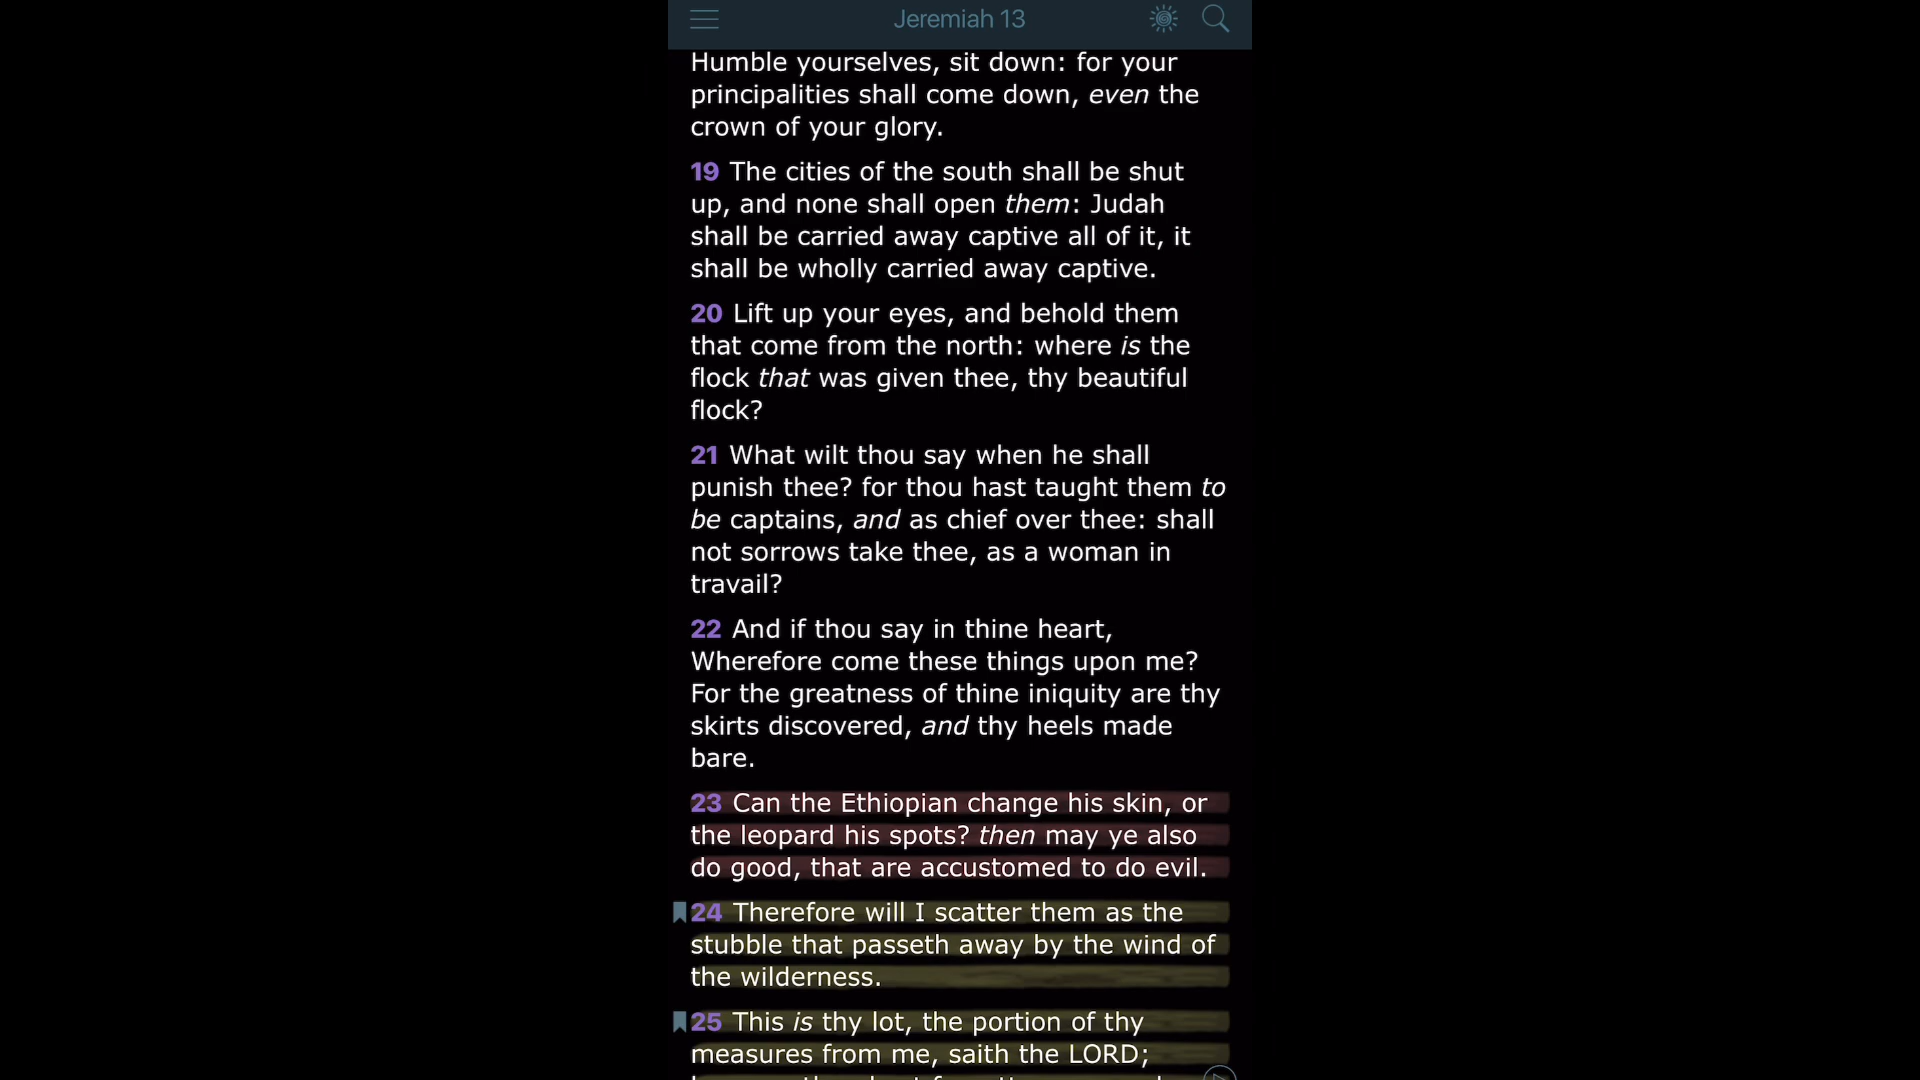 Jeremiah 13
Humble yourselves, sit down: for your
principalities shall come down, even the
crown of your glory.
19 The cities of the south shall be shut
up, and none shall open them: Judah
shall be carried away captive all of it, it
shall be wholly carried away captive.
20 Lift up your eyes, and behold them
that come from the north: where is the
flock that was given thee, thy beautiful
flock?
21 What wilt thou say when he shall
punish thee? for thou hast taught them to
be captains, and as chief over thee: shall
not sorrows take thee, as a woman in
travail?
22 And if thou say in thine heart,
Wherefore come these things upon me?
For the greatness of thine iniquity are thy
skirts discovered, and thy heels made
bare.
23 Can the Ethiopian change his skin, or
the leopard his spots? then may ye also
do good, that are accustomed to do evil.
24 Therefore will I scatter them as the
stubble that passeth away by the wind of
the wilderness.
25 This is thy lot, the portion of thy
measures from me, saith the LORD;